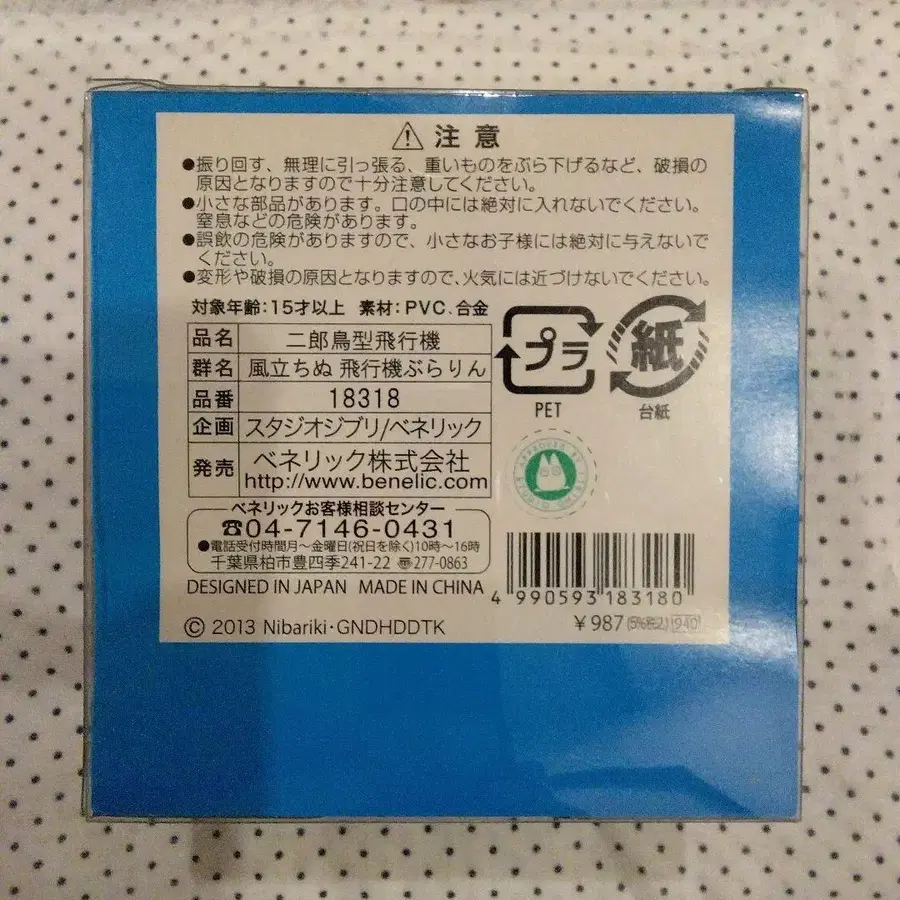 ⚠ 注意
●振り回す、無理に引っ張る、重いものをぶら下げるなど、破損の
原因となりますので十分注意してください。
●小さな部品があります。口の中には絶対に入れないでください。
窒息などの危険があります。
●誤飲の危険がありますので、小さなお子様には絶対に与えないで
ください。
●変形や破損の原因となりますので、火気には近づけないでください。
対象年齢:15才以上 素材:PVC、合金
品名 二郎鳥型飛行機
群名 風立ちぬ 飛行機ぶらりん
品番 18318
企画 スタジオジブリ/ベネリック
発売 ベネリック株式会社
http://www.benelic.com
プラ
PET
紙
台紙
ベネリックお客様相談センター
☎04-7146-0431
●電話受付時間月~金曜日(祝日を除く)10時~16時
千葉県柏市豊四季241-22 〠277-0863
DESIGNED IN JAPAN MADE IN CHINA
4 990593 183180
© 2013 Nibariki・GNDHDDTK
¥987(5%税込)940